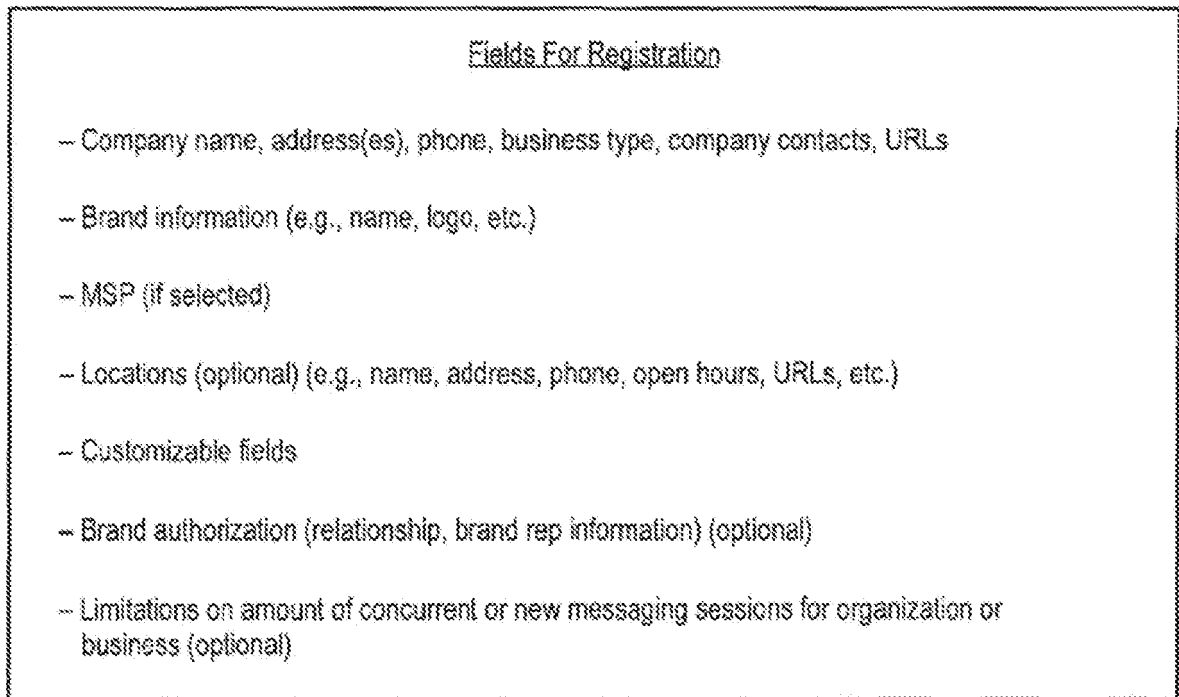 Fields For Registration
– Company name, address(es), phone, business type, company contacts, URLs
– Brand information (e.g., name, logo, etc.)
– MSP (if selected)
– Locations (optional) (e.g., name, address, phone, open hours, URLs, etc.)
– Customizable fields
– Brand authorization (relationship, brand rep information) (optional)
– Limitations on amount of concurrent or new messaging sessions for organization or
business (optional)